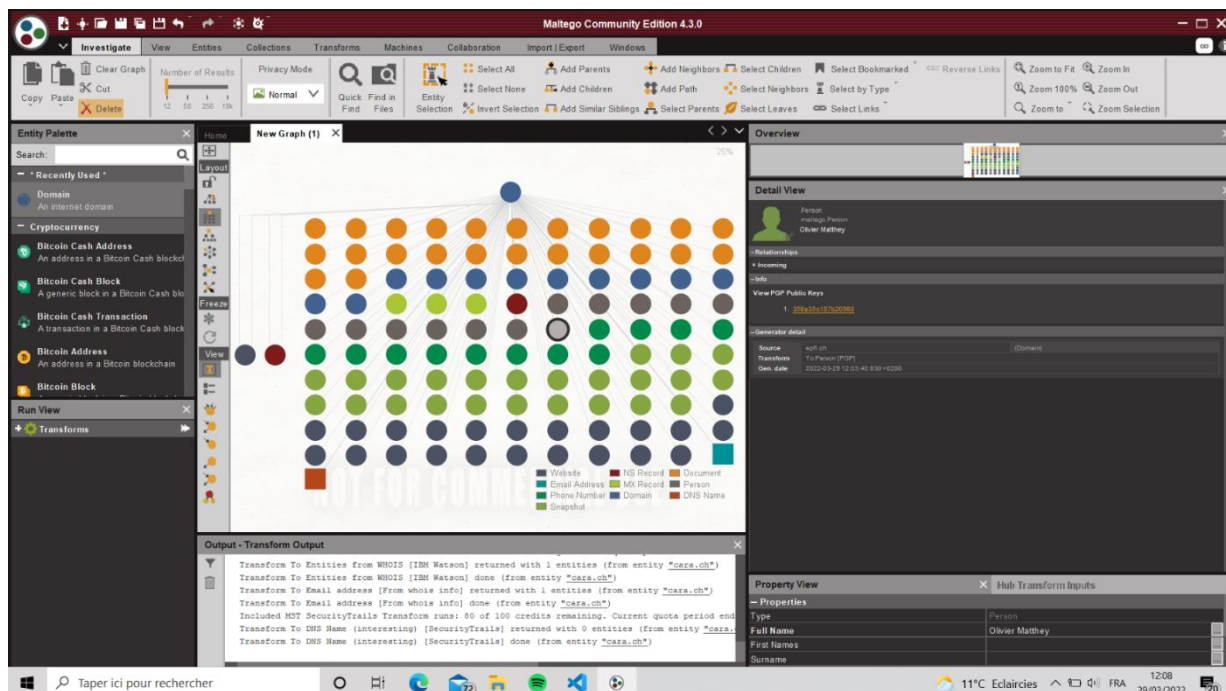 Maltego Community Edition 4.3.0
Investigate View Entities Collections Transforms Machines Collaboration Import | Export Windows
Copy Paste Clear Graph Cut Delete
Number of Results 12 50 250 10k
Privacy Mode Normal
Quick Find Find in Files
Entity Selection
Select All Select None Invert Selection
Add Parents Add Children Add Similar Siblings
Add Neighbors Add Path Select Parents
Select Children Select Neighbors Select Leaves
Select Bookmarked Select by Type Select Links
Reverse Links
Zoom to Fit Zoom 100% Zoom to
Zoom In Zoom Out Zoom Selection
Entity Palette
Search:
* Recently Used *
Domain
An internet domain
Cryptocurrency
Bitcoin Cash Address
An address in a Bitcoin Cash blockc
Bitcoin Cash Block
A generic block in a Bitcoin Cash blo
Bitcoin Cash Transaction
A transaction in a Bitcoin Cash block
Bitcoin Address
An address in a Bitcoin blockchain
Bitcoin Block
Run View
Transforms
Home New Graph (1)
Layout
Freeze
View
25%
NOT FOR COMME
Website NS Record Document
Email Address MX Record Person
Phone Number Domain DNS Name
Snapshot
Output - Transform Output
Transform To Entities from WHOIS [IBM Watson] returned with 1 entities (from entity "cara.ch")
Transform To Entities from WHOIS [IBM Watson] done (from entity "cara.ch")
Transform To Email address [From whois info] returned with 1 entities (from entity "cara.ch")
Transform To Email address [From whois info] done (from entity "cara.ch")
Included MST SecurityTrails Transform runs: 80 of 100 credits remaining. Current quota period end
Transform To DNS Name (interesting) [SecurityTrails] returned with 0 entities (from entity "cara.
Transform To DNS Name (interesting) [SecurityTrails] done (from entity "cara.ch")
Overview
Detail View
Person
maltego.Person
Olivier Matthey
Relationships
+ Incoming
Info
View PGP Public Keys
1.
Generator detail
Source (Domain)
Transform To Person [PGP]
Gen. date
Property View Hub Transform Inputs
Properties
Type Person
Full Name Olivier Matthey
First Names
Surname
Taper ici pour rechercher
72
11°C Eclaircies FRA
12:08
29/03/2022
20